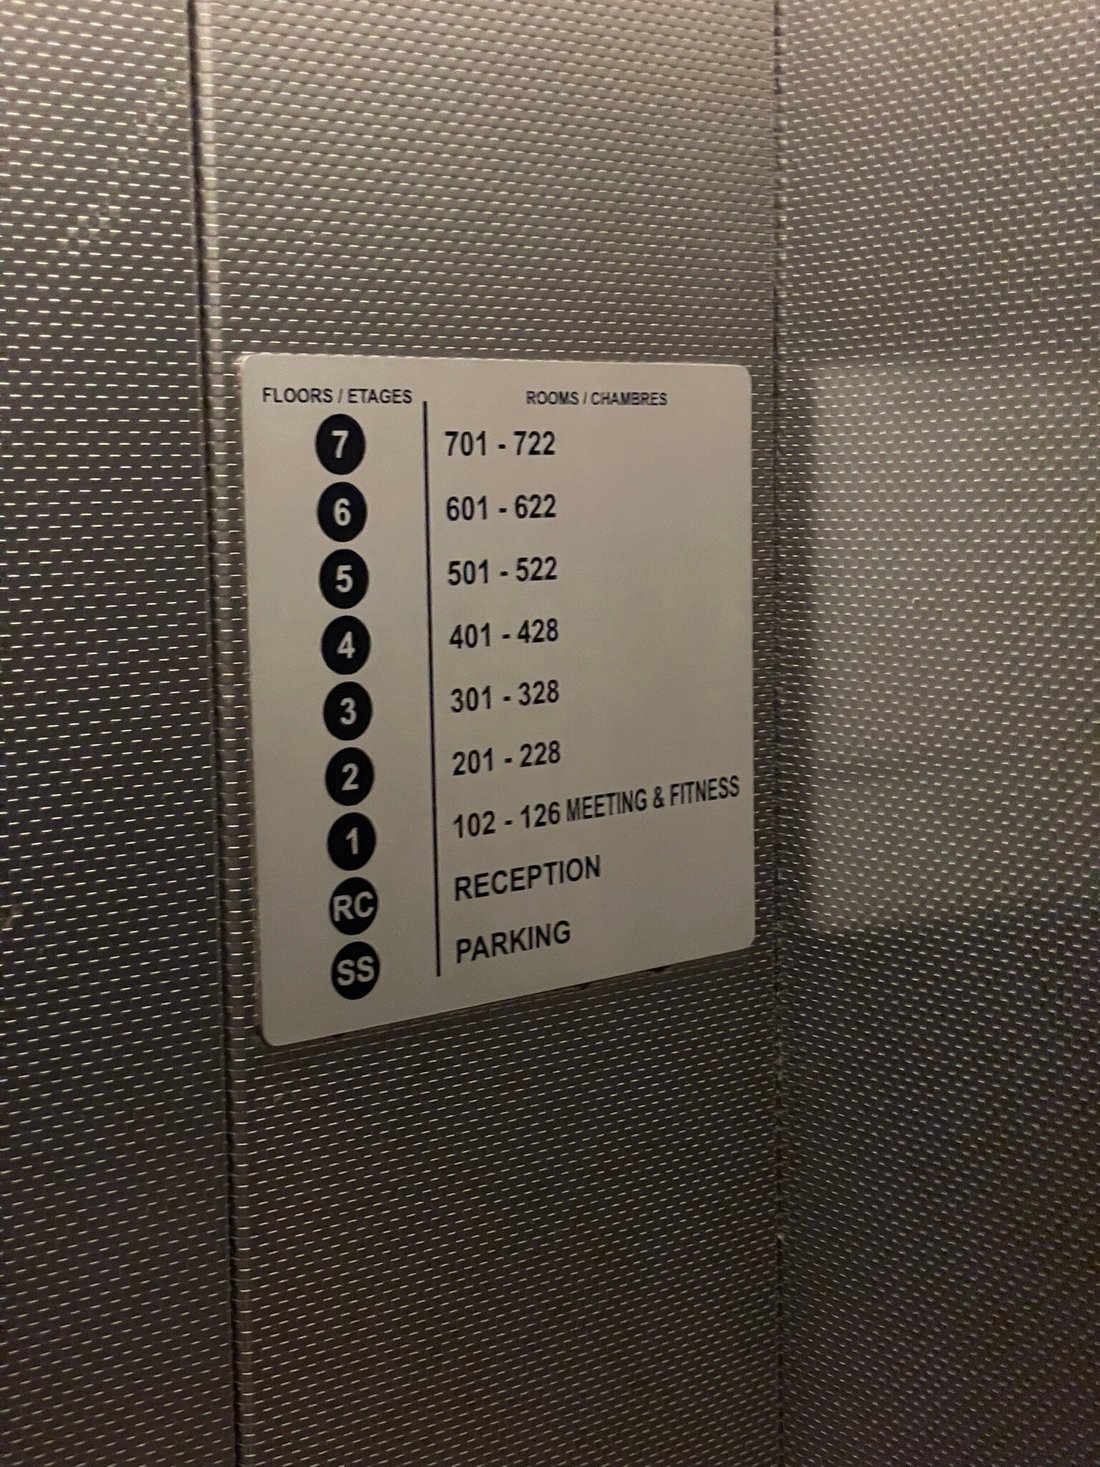 FLOORS / ETAGES ROOMS / CHAMBRES
7 701 - 722
6 601 - 622
5 501 - 522
4 401 - 428
3 301 - 328
2 201 - 228
1 102 - 126 MEETING & FITNESS
RC RECEPTION
SS PARKING